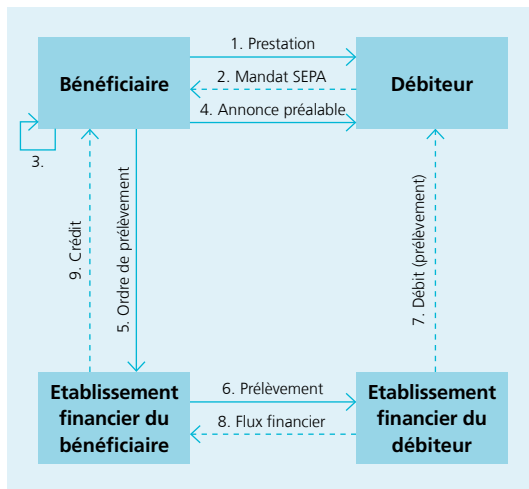 1. Prestation
Bénéficiaire
2. Mandat SEPA
Débiteur
4. Annonce préalable
3.
9. Crédit
5. Ordre de prélèvement
7. Débit (prélèvement)
Etablissement
financier du
bénéficiaire
6. Prélèvement
8. Flux financier
Etablissement
financier du
débiteur